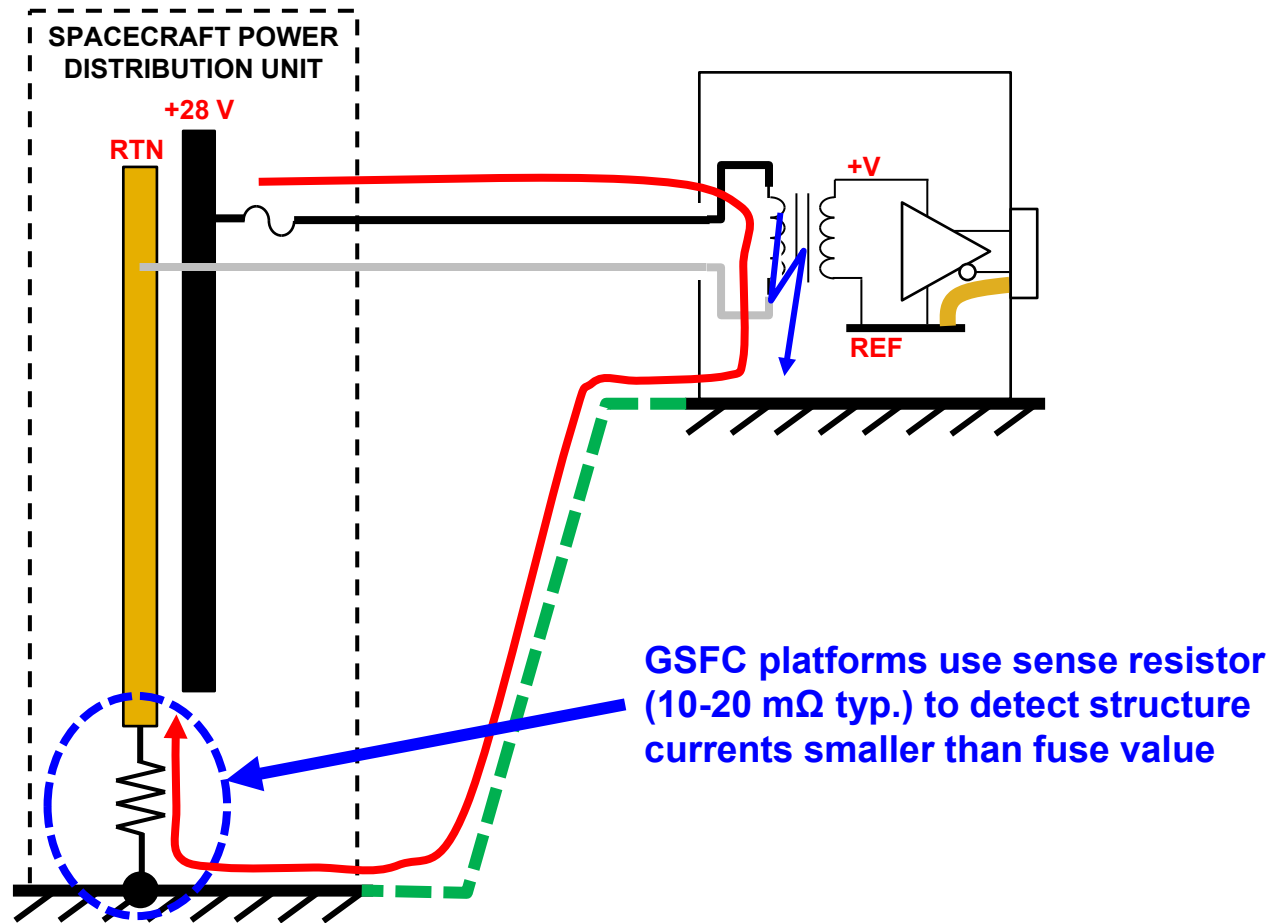 SPACECRAFT POWER
DISTRIBUTION UNIT
+28 V
RTN
+V
REF
GSFC platforms use sense resistor
(10-20 mΩ typ.) to detect structure
currents smaller than fuse value